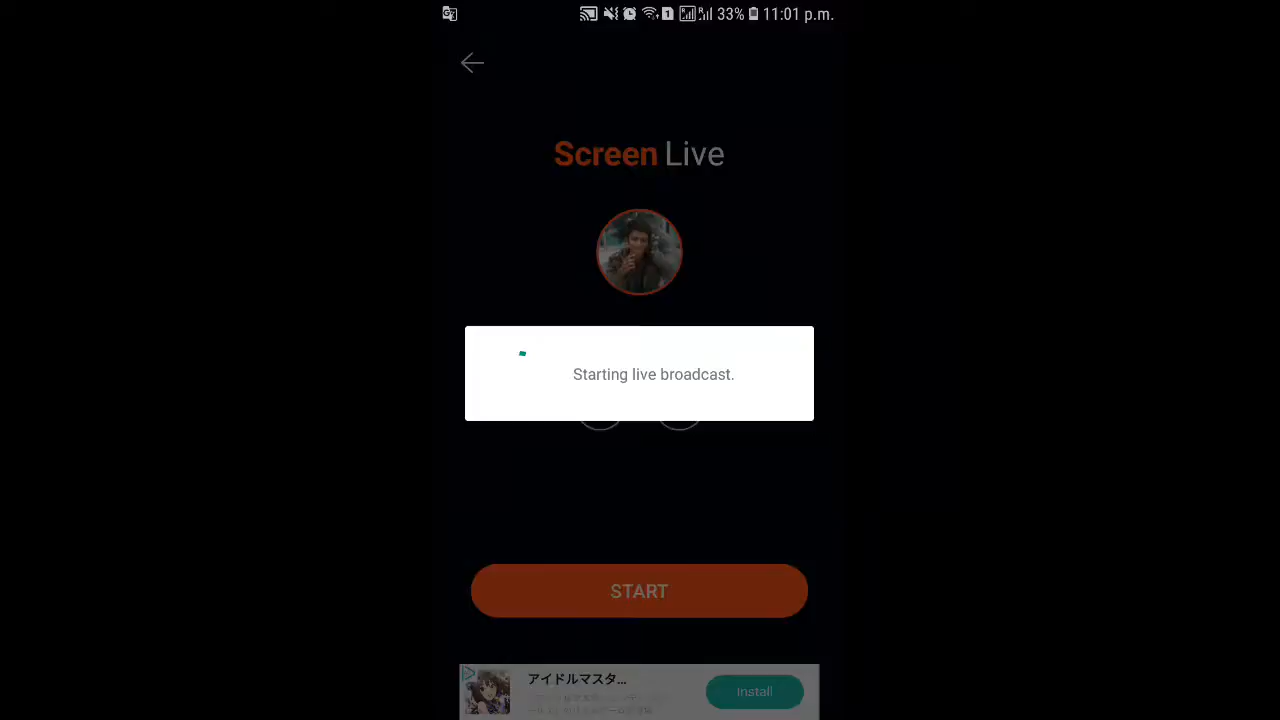 33% 11:01 p.m.
Screen Live
Starting live broadcast.
START
アイドルマスタ...
Install